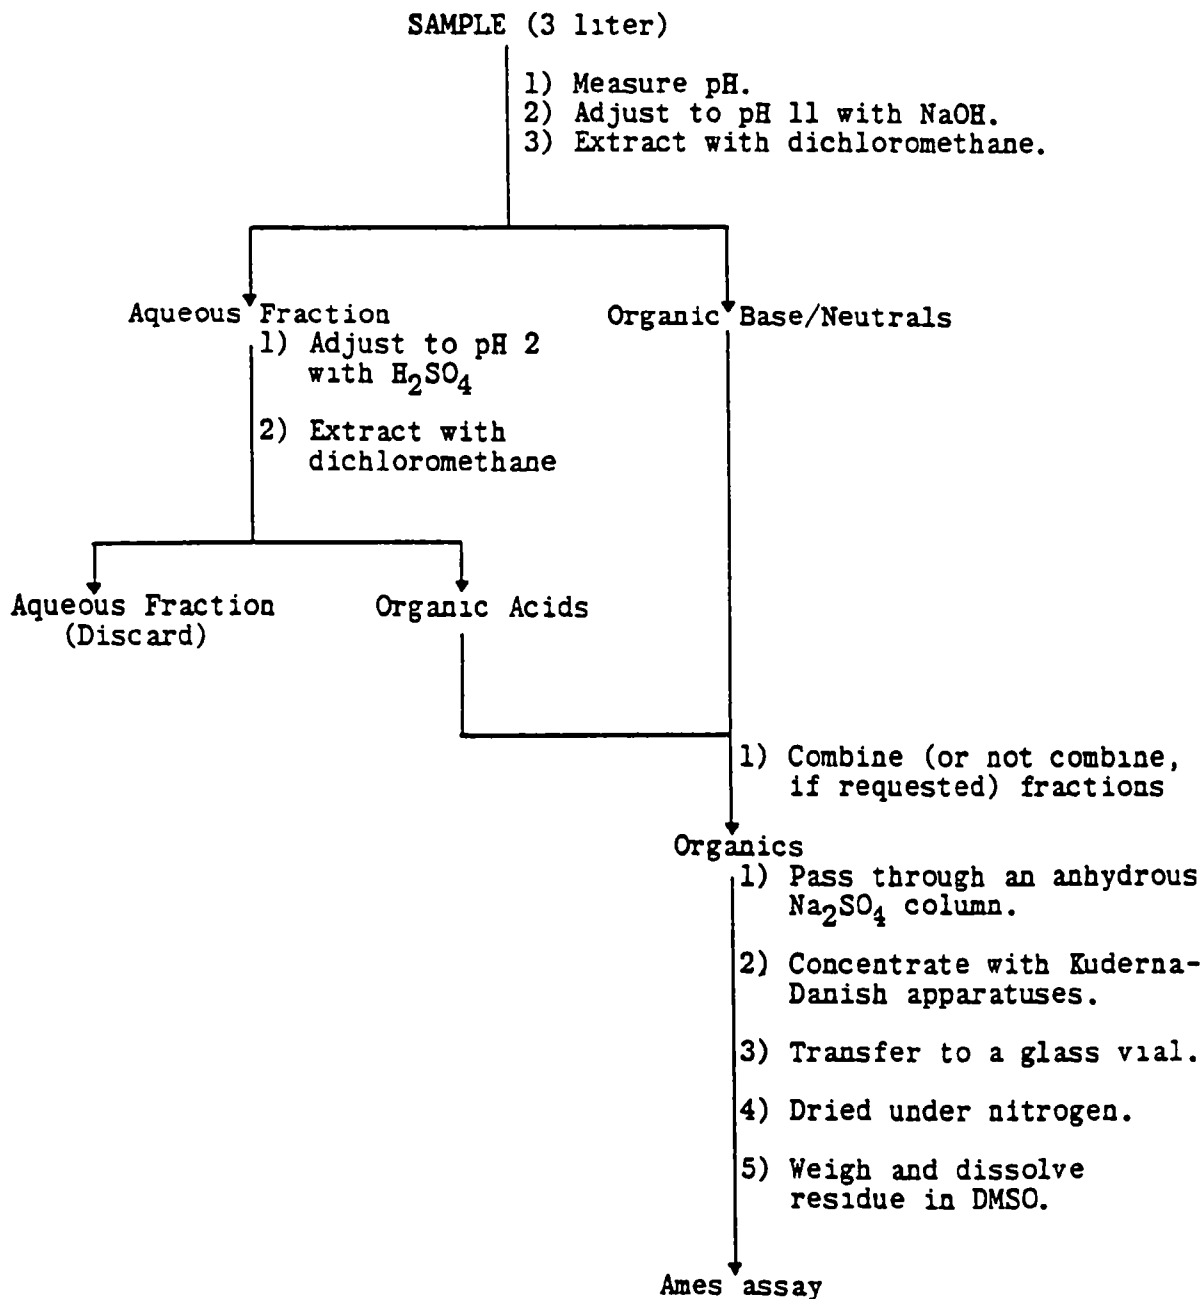 SAMPLE (3 liter)
1) Measure pH.
2) Adjust to pH 11 with NaOH.
3) Extract with dichloromethane.
Aqueous Fraction
1) Adjust to pH 2
with H₂SO₄
2) Extract with
dichloromethane
Organic Base/Neutrals
Aqueous Fraction
(Discard)
Organic Acids
1) Combine (or not combine,
if requested) fractions
Organics
1) Pass through an anhydrous
Na₂SO₄ column.
2) Concentrate with Kuderna-
Danish apparatuses.
3) Transfer to a glass vial.
4) Dried under nitrogen.
5) Weigh and dissolve
residue in DMSO.
Ames assay